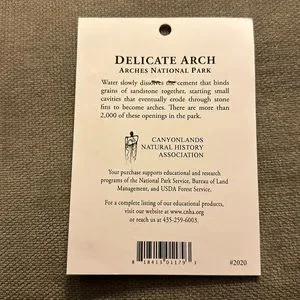 DELICATE ARCH
ARCHES NATIONAL PARK
Water slowly dissolves the cement that binds
grains of sandstone together, starting small
cavities that eventually erode through stone
fins to become arches. There are more than
2,000 of these openings in the park.
CANYONLANDS
NATURAL HISTORY
ASSOCIATION
Your purchase supports educational and research
programs of the National Park Service, Bureau of Land
Management, and USDA Forest Service.
For a complete listing of our educational products,
visit our website at www.cnha.org
or reach us at 435-259-6003.
8 18411 01179 1
#2020